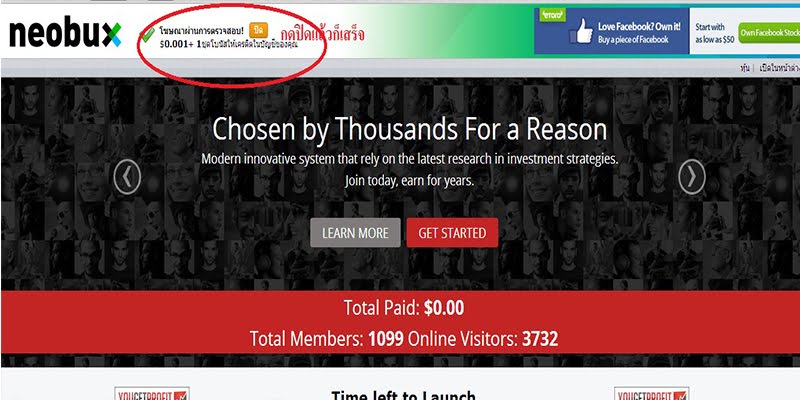 neobux
โฆษณาผ่านการตรวจสอบ! ปิด
$0.001+ 1จุดโบนัสให้เครดิตในบัญชีของคุณ
กดปิดแล้วก็เสร็จ
etoro
Love Facebook? Own it!
Buy a piece of Facebook
Start with
as low as $50
Own Facebook Stock
หุ้น | เปิดในหน้าต่าง
Chosen by Thousands For a Reason
Modern innovative system that rely on the latest research in investment strategies.
Join today, earn for years.
LEARN MORE GET STARTED
Total Paid: $0.00
Total Members: 1099 Online Visitors: 3732
YOUGETPROFIT
Time left to Launch
YOUGETPROFIT